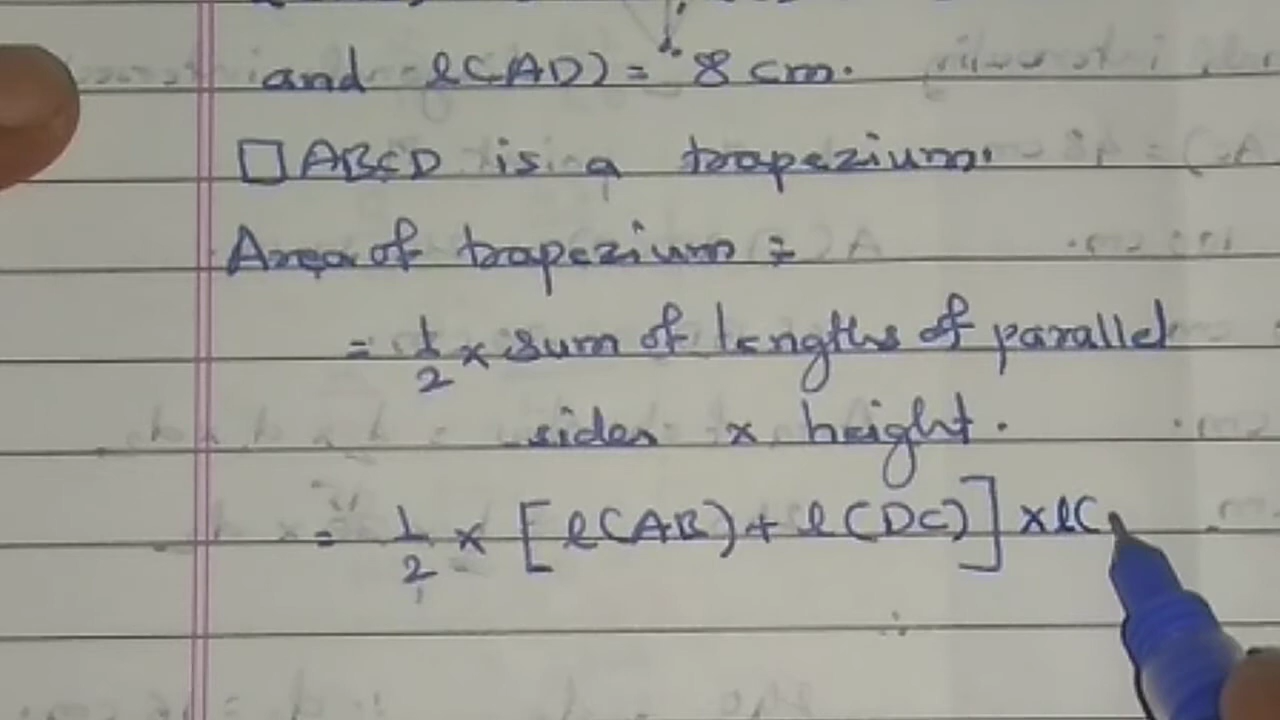 and l(AD) = 8 cm.
□ ABCD is a trapezium.
Area of trapezium =
= 1/2 × sum of lengths of parallel
sides × height.
= 1/2 × [l(AB) + l(DC)] × l(